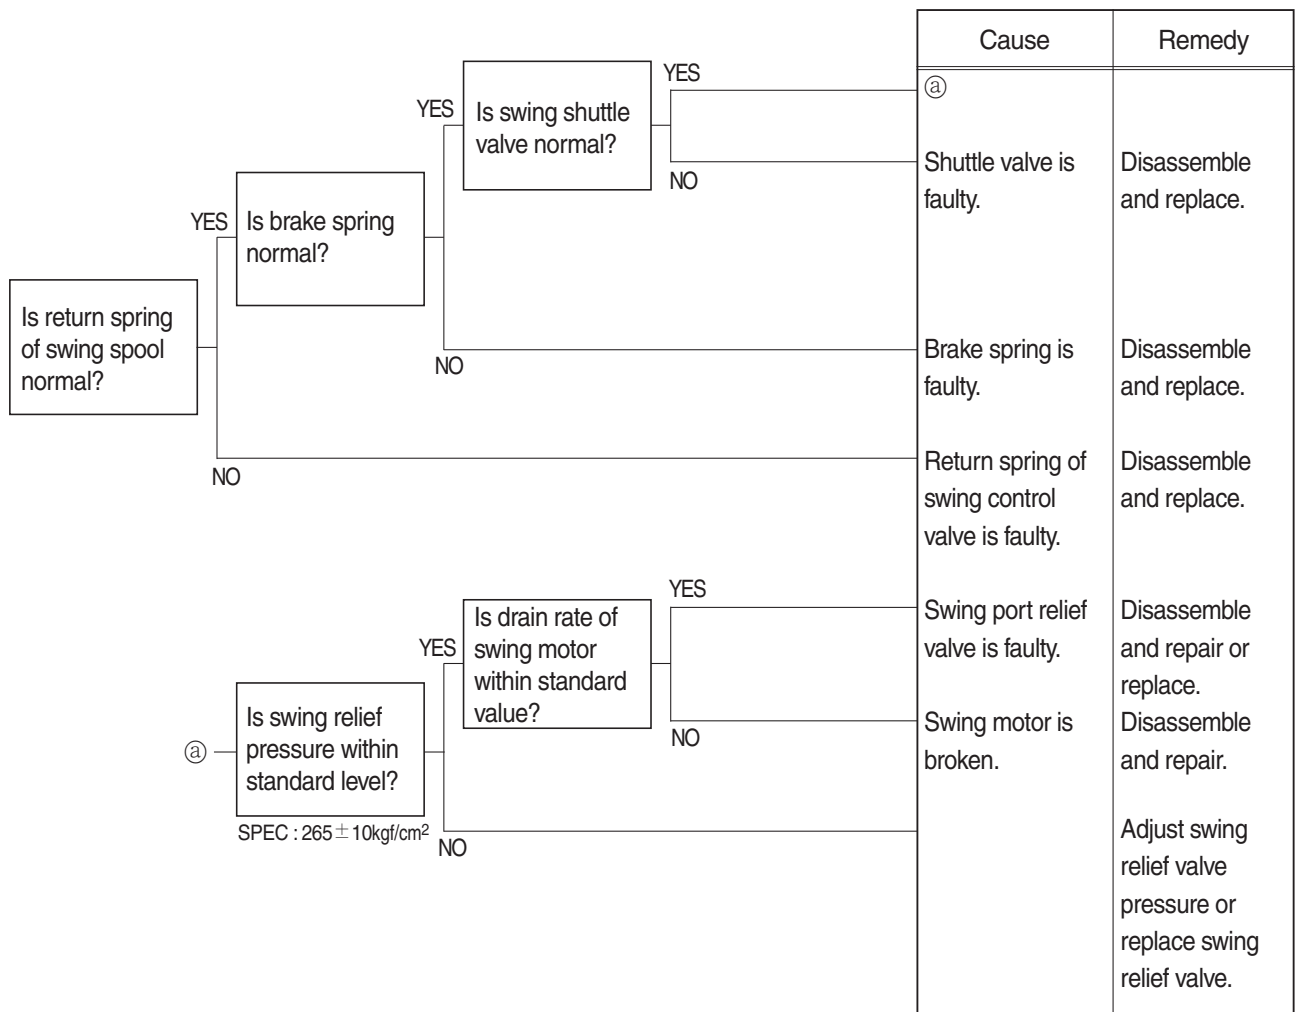 Cause Remedy
YES
ⓐ
YES
Is swing shuttle
valve normal?
NO
Shuttle valve is
faulty.
Disassemble
and replace.
YES
Is brake spring
normal?
Is return spring
of swing spool
normal?
NO
Brake spring is
faulty.
Disassemble
and replace.
NO
Return spring of
swing control
valve is faulty.
Disassemble
and replace.
YES
Is drain rate of
swing motor
within standard
value?
YES
Swing port relief
valve is faulty.
Disassemble
and repair or
replace.
ⓐ
Is swing relief
pressure within
standard level?
SPEC : 265±10kgf/cm²
NO
Swing motor is
broken.
Disassemble
and repair.
NO
Adjust swing
relief valve
pressure or
replace swing
relief valve.